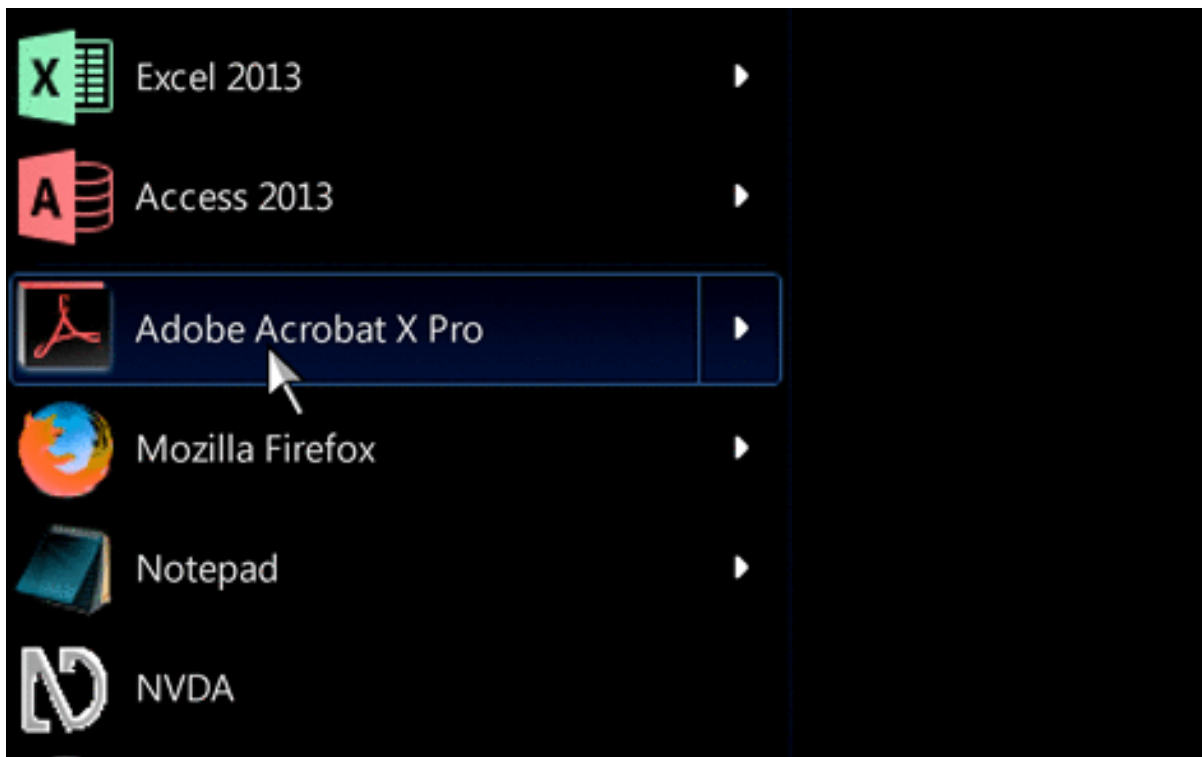 Excel 2013
Access 2013
Adobe Acrobat X Pro
Mozilla Firefox
Notepad
NVDA